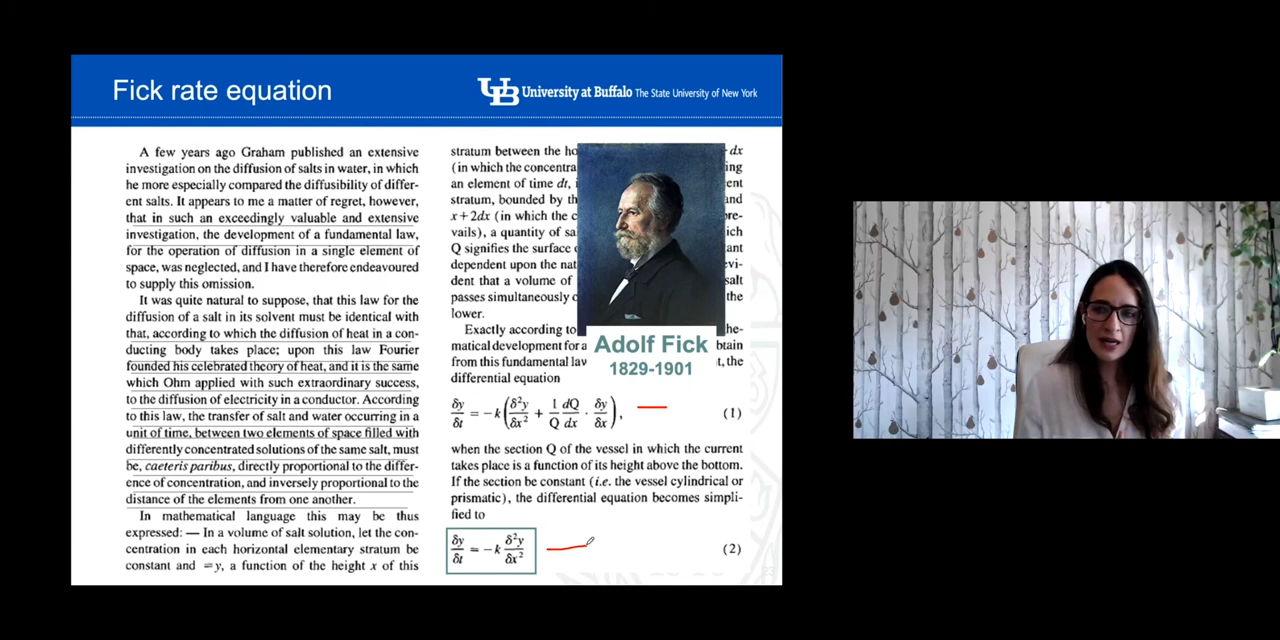 Fick rate equation
UB University at Buffalo The State University of New York
A few years ago Graham published an extensive
investigation on the diffusion of salts in water, in which
he more especially compared the diffusibility of differ-
ent salts. It appears to me a matter of regret, however,
that in such an exceedingly valuable and extensive
investigation, the development of a fundamental law,
for the operation of diffusion in a single element of
space, was neglected, and I have therefore endeavoured
to supply this omission.
It was quite natural to suppose, that this law for the
diffusion of a salt in its solvent must be identical with
that, according to which the diffusion of heat in a con-
ducting body takes place; upon this law Fourier
founded his celebrated theory of heat, and it is the same
which Ohm applied with such extraordinary success,
to the diffusion of electricity in a conductor. According
to this law, the transfer of salt and water occurring in a
unit of time, between two elements of space filled with
differently concentrated solutions of the same salt, must
be, caeteris paribus, directly proportional to the differ-
ence of concentration, and inversely proportional to the
distance of the elements from one another.
In mathematical language this may be thus
expressed: — In a volume of salt solution, let the con-
centration in each horizontal elementary stratum be
constant and =y, a function of the height x of this
stratum between the dx
(in which the
an element of time dt,
stratum, bounded by and
x+2dx (in which the
vails), a quantity of
Q signifies the surface
dependent upon the
dent that a volume of salt
passes simultaneously the
lower.
Exactly according to
matical development for a
from this fundamental the
differential equation
δy/δt = −k(δ²y/δx² + 1/Q dQ/dx · δy/δx), (1)
when the section Q of the vessel in which the current
takes place is a function of its height above the bottom.
If the section be constant (i.e. the vessel cylindrical or
prismatic), the differential equation becomes simpli-
fied to
δy/δt = −k δ²y/δx² (2)
Adolf Fick
1829-1901